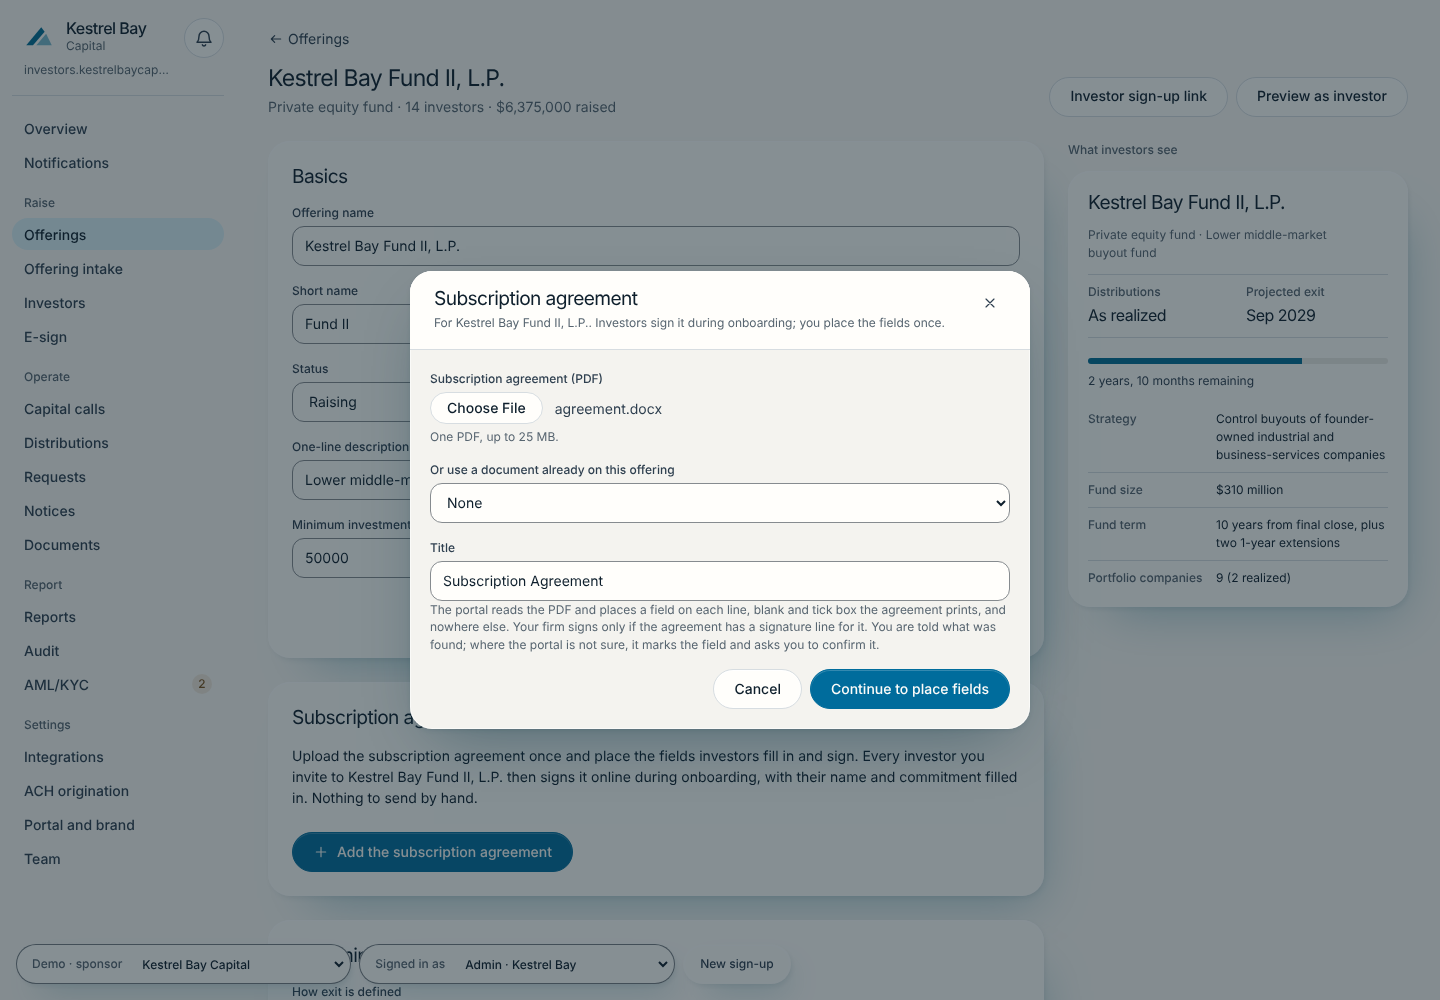 Kestrel Bay
Capital
investors.kestrelbaycap...
Overview
Notifications
Raise
Offerings
Offering intake
Investors
E-sign
Operate
Capital calls
Distributions
Requests
Notices
Documents
Report
Reports
Audit
AML/KYC 2
Settings
Integrations
ACH origination
Portal and brand
Team
← Offerings
Kestrel Bay Fund II, L.P.
Private equity fund · 14 investors · $6,375,000 raised
Investor sign-up link
Preview as investor
Basics
Offering name
Kestrel Bay Fund II, L.P.
Short name
Fund II
Status
Raising
One-line description
Lower middle-m
Minimum investment
50000
Subscription agreement
For Kestrel Bay Fund II, L.P.. Investors sign it during onboarding; you place the fields once.
Subscription agreement (PDF)
Choose File agreement.docx
One PDF, up to 25 MB.
Or use a document already on this offering
None
Title
Subscription Agreement
The portal reads the PDF and places a field on each line, blank and tick box the agreement prints, and
nowhere else. Your firm signs only if the agreement has a signature line for it. You are told what was
found; where the portal is not sure, it marks the field and asks you to confirm it.
Cancel
Continue to place fields
Subscription ag
Upload the subscription agreement once and place the fields investors fill in and sign. Every investor you
invite to Kestrel Bay Fund II, L.P. then signs it online during onboarding, with their name and commitment filled
in. Nothing to send by hand.
+ Add the subscription agreement
How exit is defined
What investors see
Kestrel Bay Fund II, L.P.
Private equity fund · Lower middle-market
buyout fund
Distributions
As realized
Projected exit
Sep 2029
2 years, 10 months remaining
Strategy
Control buyouts of founder-
owned industrial and
business-services companies
Fund size
$310 million
Fund term
10 years from final close, plus
two 1-year extensions
Portfolio companies
9 (2 realized)
Demo · sponsor Kestrel Bay Capital
Signed in as Admin · Kestrel Bay
New sign-up